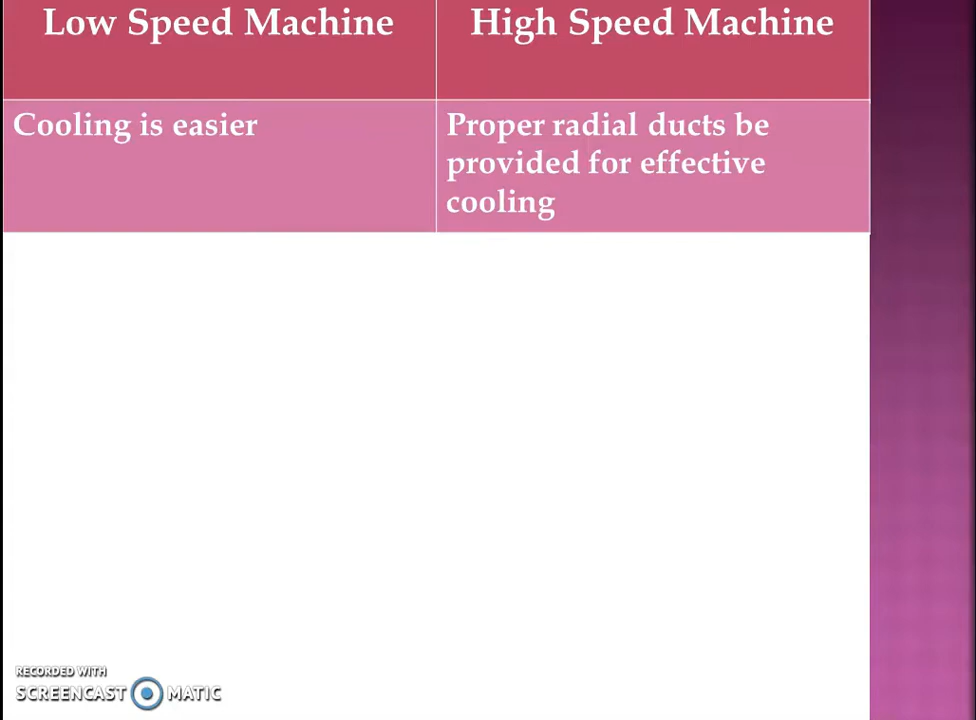 Low Speed Machine
High Speed Machine
Cooling is easier
Proper radial ducts be
provided for effective
cooling
RECORDED WITH
SCREENCAST MATIC